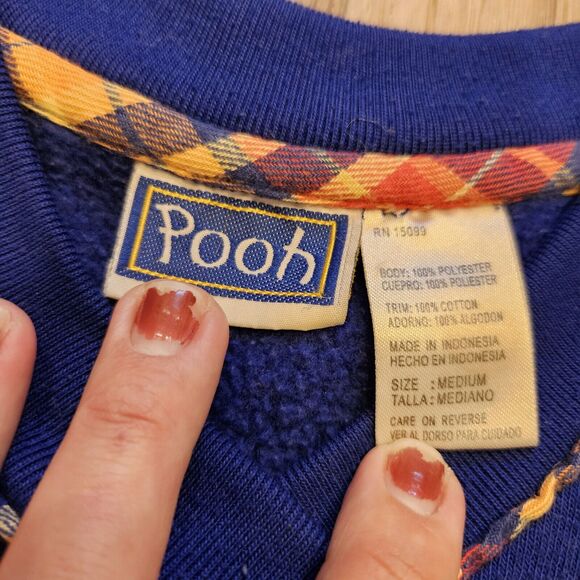 Pooh
RN 15099
BODY: 100% POLYESTER
CUERPO: 100% POLIESTER
TRIM: 100% COTTON
ADORNO: 100% ALGODON
MADE IN INDONESIA
HECHO EN INDONESIA
SIZE : MEDIUM
TALLA: MEDIANO
CARE ON REVERSE
VER AL DORSO PARA CUIDADO